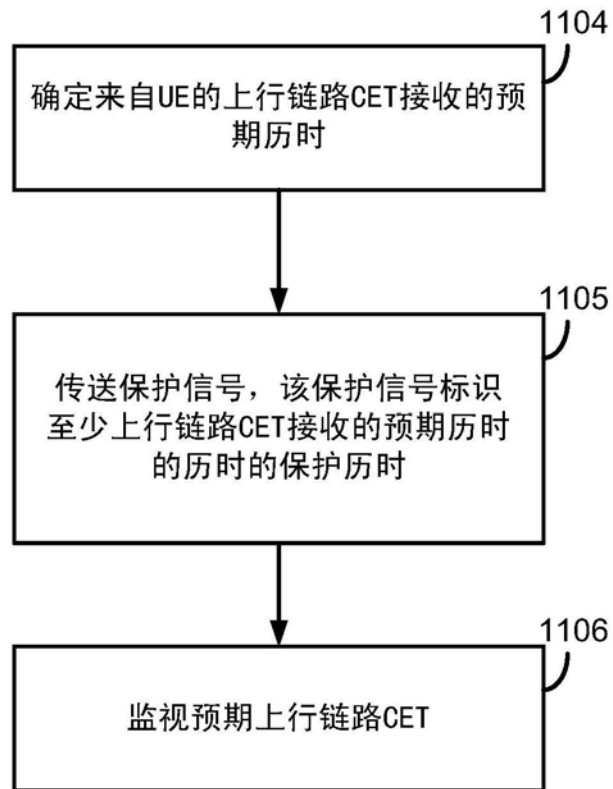 1104
确定来自UE的上行链路CET接收的预
期历时
1105
传送保护信号，该保护信号标识
至少上行链路CET接收的预期历时
的历时的保护历时
1106
监视预期上行链路CET